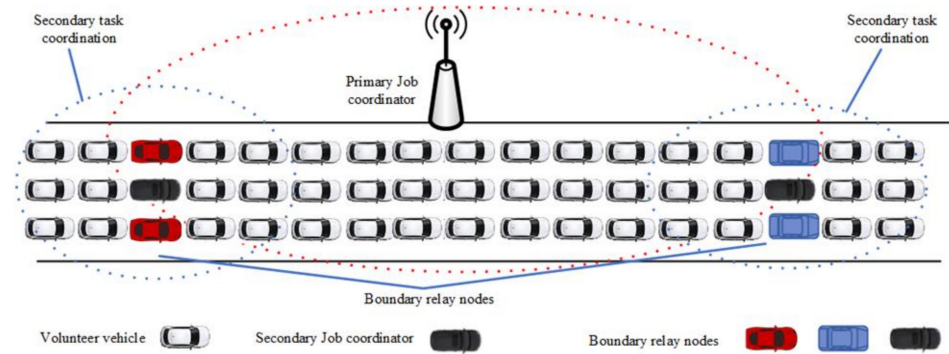 Secondary task
coordination
Secondary task
coordination
Primary Job
coordinator
Boundary relay nodes
Volunteer vehicle
Secondary Job coordinator
Boundary relay nodes